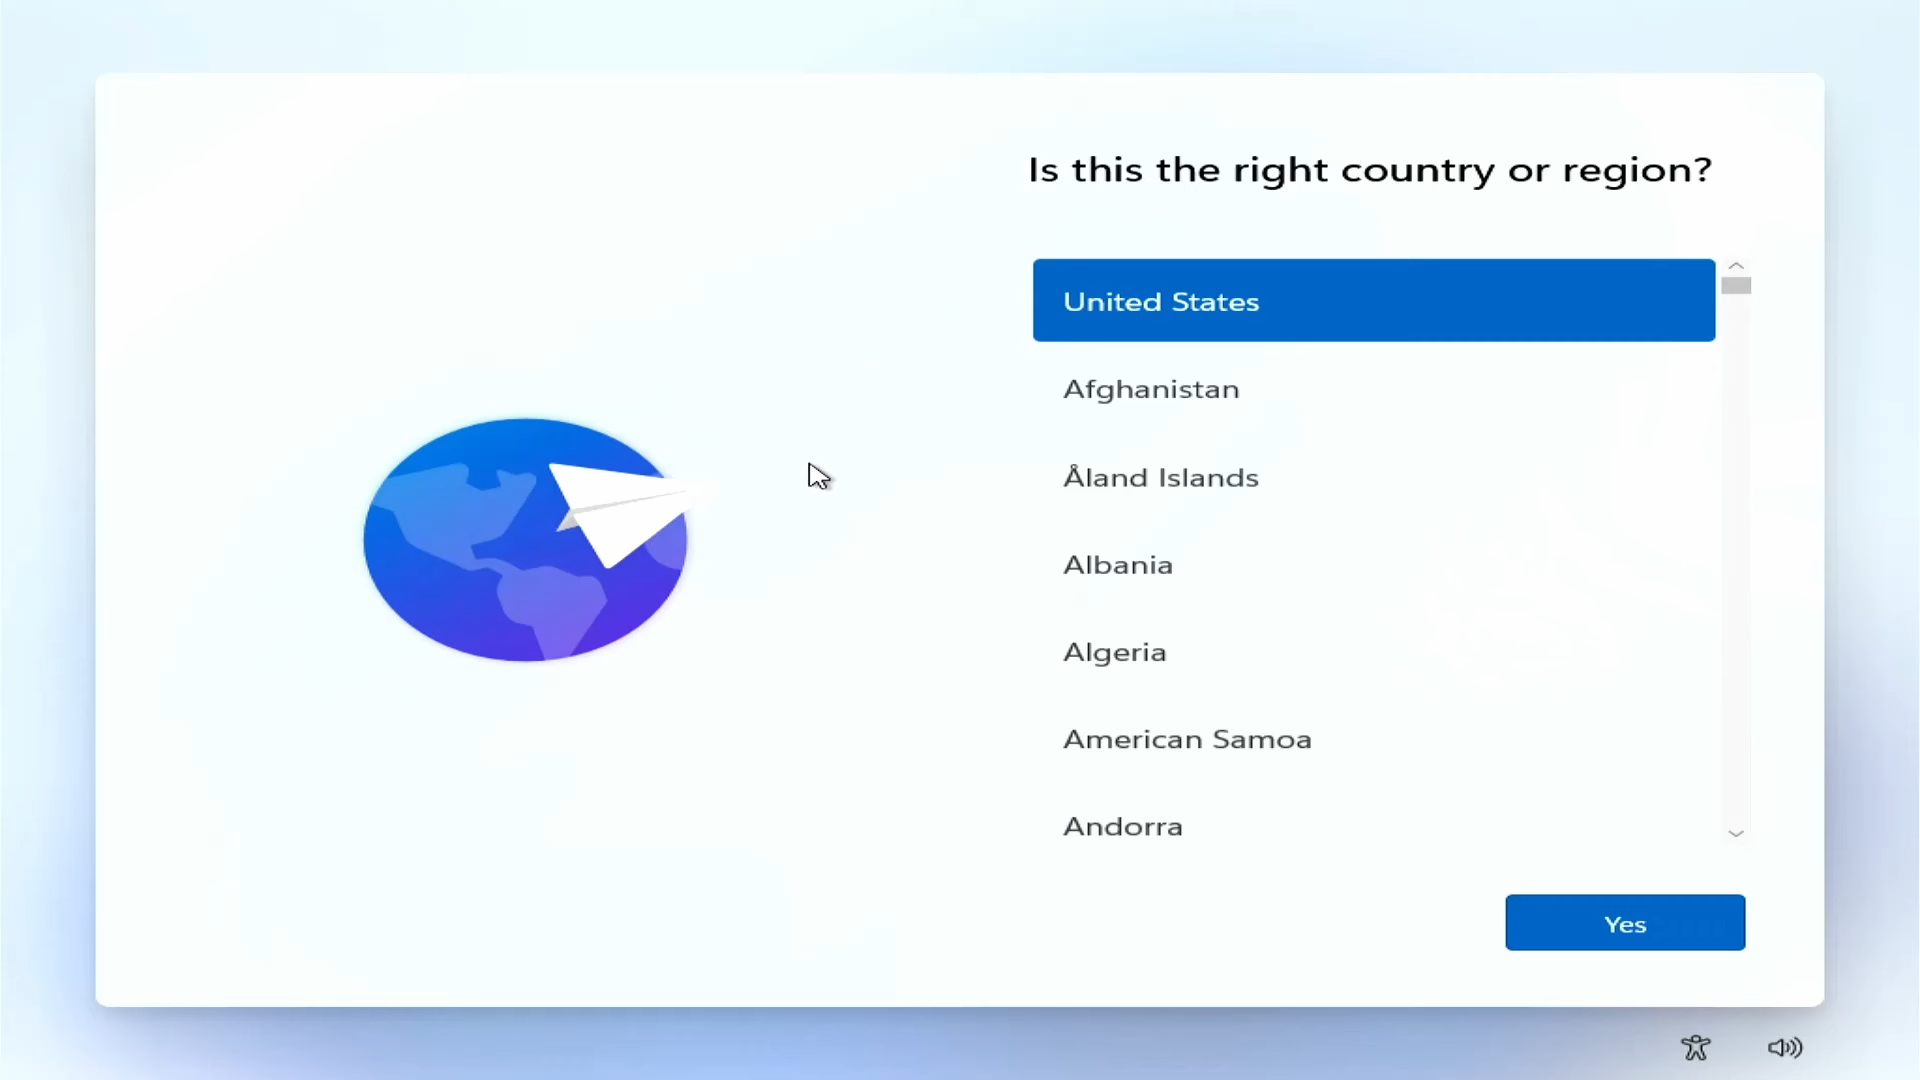 Is this the right country or region?
United States
Afghanistan
Åland Islands
Albania
Algeria
American Samoa
Andorra
Yes